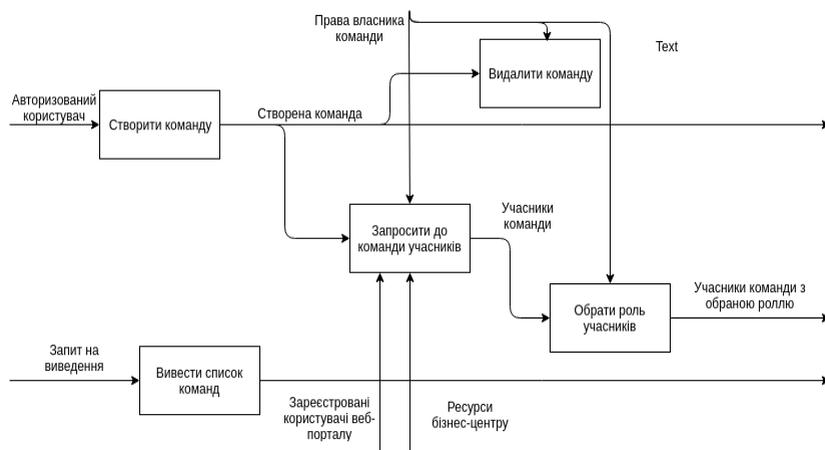 Права власника
команди
Text
Видалити команду
Авторизований
користувач
Створити команду
Створена команда
Запросити до
команди учасників
Учасники
команди
Обрати роль
учасників
Учасники команди з
обраною роллю
Запит на
виведення
Вивести список
команд
Зареєстровані
користувачі веб-
порталу
Ресурси
бізнес-центру